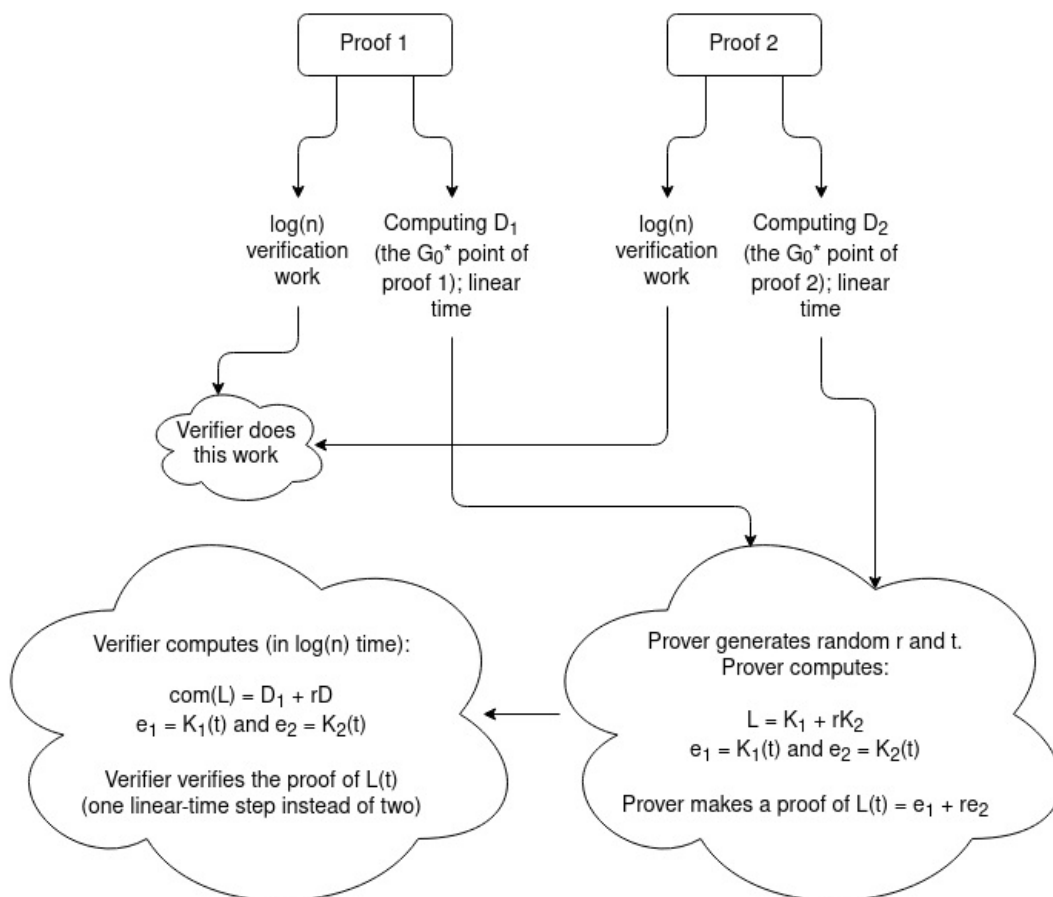 Proof 1
Proof 2
log(n)
verification
work
Computing D₁
(the G₀* point of
proof 1); linear
time
log(n)
verification
work
Computing D₂
(the G₀* point of
proof 2); linear
time
Verifier does
this work
Verifier computes (in log(n) time):
com(L) = D₁ + rD
e₁ = K₁(t) and e₂ = K₂(t)
Verifier verifies the proof of L(t)
(one linear-time step instead of two)
Prover generates random r and t.
Prover computes:
L = K₁ + rK₂
e₁ = K₁(t) and e₂ = K₂(t)
Prover makes a proof of L(t) = e₁ + re₂